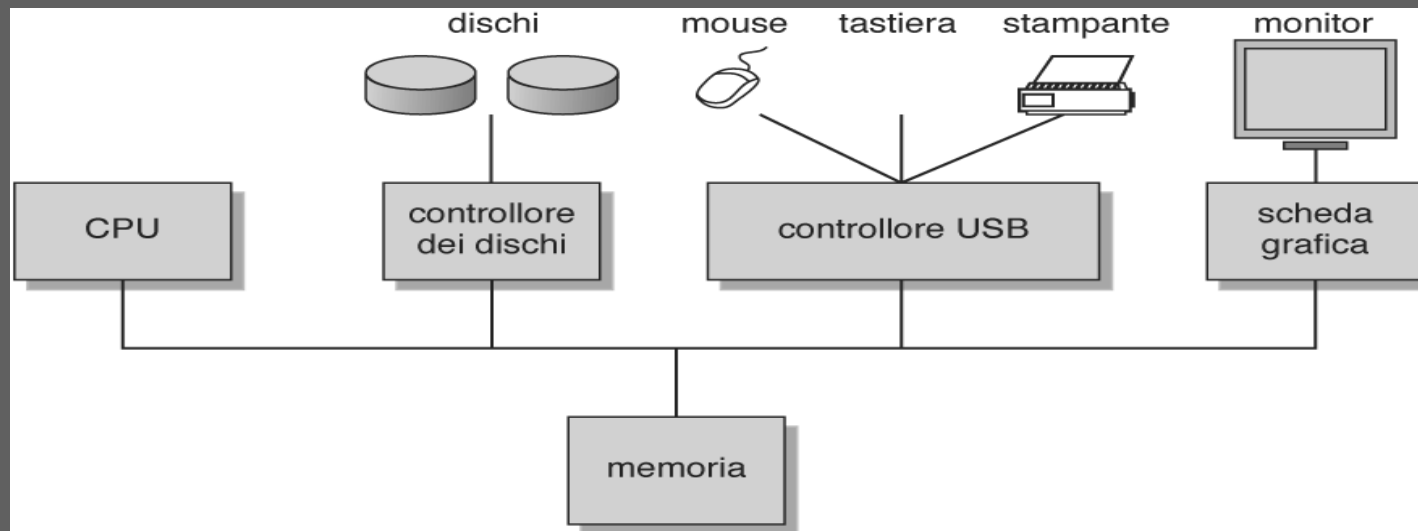 dischi
mouse
tastiera
stampante
monitor
CPU
controllore
dei dischi
controllore USB
scheda
grafica
memoria